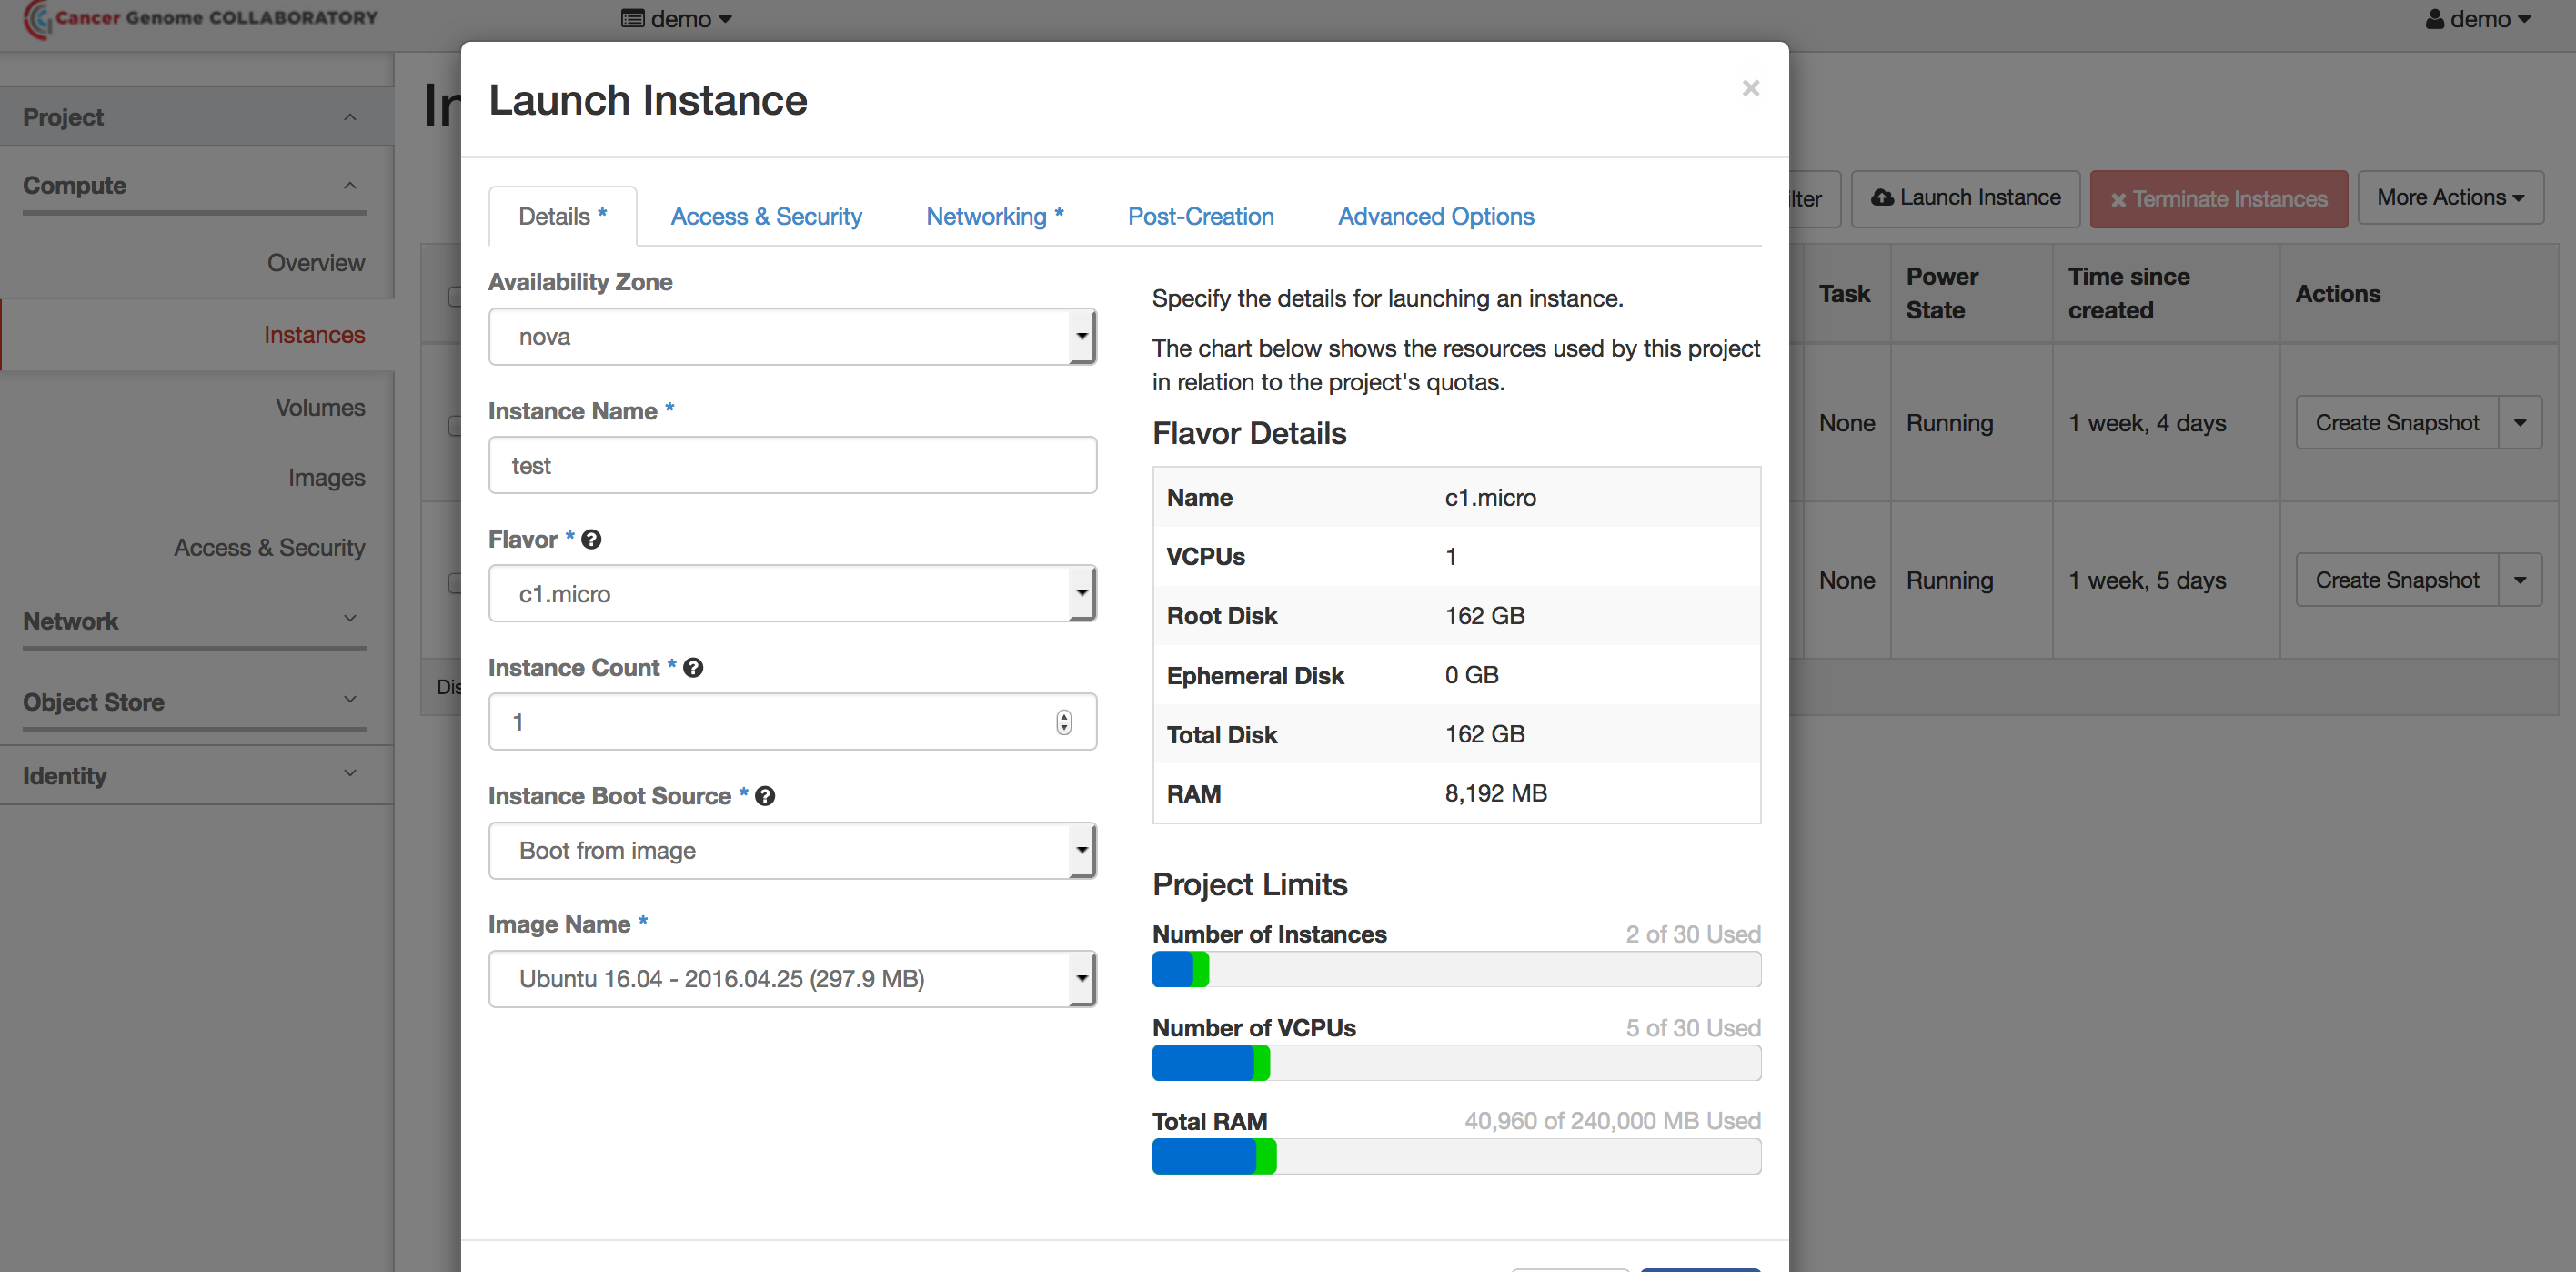 Cancer Genome COLLABORATORY
demo
demo
Project
Compute
Overview
Instances
Volumes
Images
Access & Security
Network
Object Store
Identity
Launch Instance
Terminate Instances
More Actions
Task
Power State
Time since created
Actions
None
Running
1 week, 4 days
Create Snapshot
None
Running
1 week, 5 days
Create Snapshot
Launch Instance
×
Details *
Access & Security
Networking *
Post-Creation
Advanced Options
Availability Zone
nova
Instance Name *
test
Flavor *
c1.micro
Instance Count *
1
Instance Boot Source *
Boot from image
Image Name *
Ubuntu 16.04 - 2016.04.25 (297.9 MB)
Specify the details for launching an instance.
The chart below shows the resources used by this project
in relation to the project's quotas.
Flavor Details
Name c1.micro
VCPUs 1
Root Disk 162 GB
Ephemeral Disk 0 GB
Total Disk 162 GB
RAM 8,192 MB
Project Limits
Number of Instances 2 of 30 Used
Number of VCPUs 5 of 30 Used
Total RAM 40,960 of 240,000 MB Used